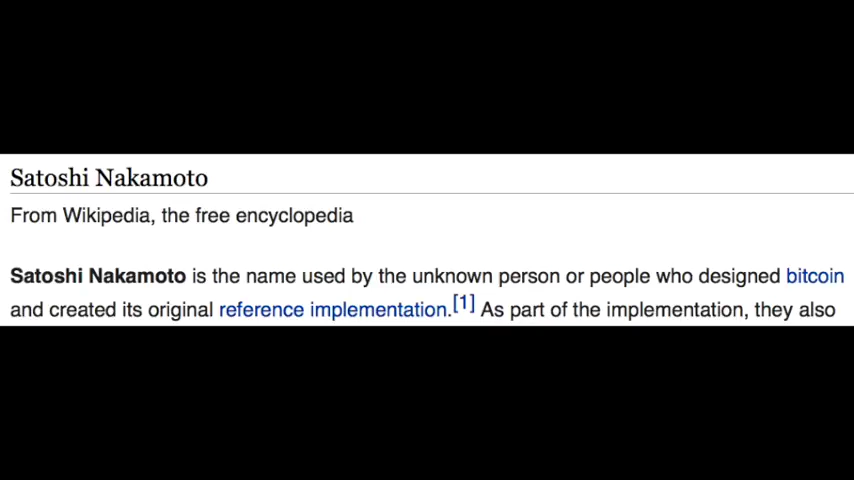 Satoshi Nakamoto
From Wikipedia, the free encyclopedia
Satoshi Nakamoto is the name used by the unknown person or people who designed bitcoin
and created its original reference implementation.[1] As part of the implementation, they also